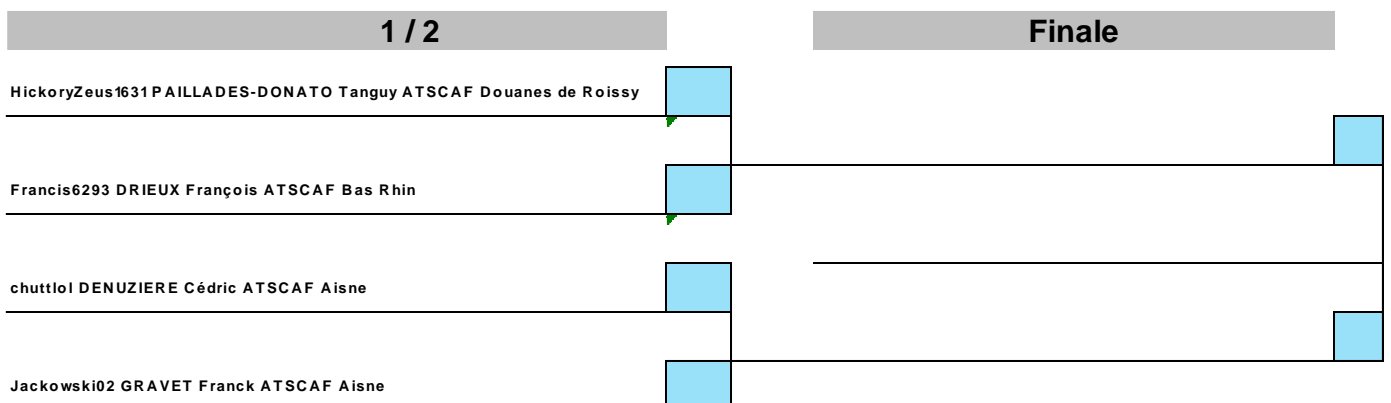 1 / 2
Finale
HickoryZeus1631 PAILLADES-DONATO Tanguy ATSCAF Douanes de Roissy
Francis6293 DRIEUX François ATSCAF Bas Rhin
chuttlol DENUZIERE Cédric ATSCAF Aisne
Jackowski02 GRAVET Franck ATSCAF Aisne